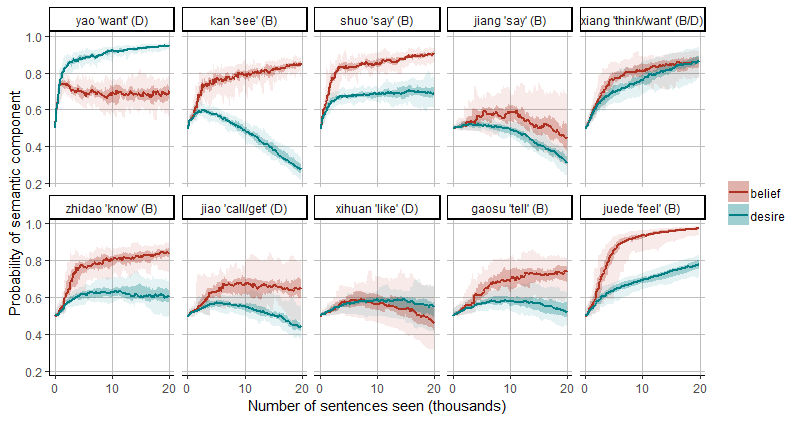 yao 'want' (D) kan 'see' (B) shuo 'say' (B) jiang 'say' (B) xiang 'think/want' (B/D)
1.0
0.8
0.6
0.4
0.2
zhidao 'know' (B) jiao 'call/get' (D) xihuan 'like' (D) gaosu 'tell' (B) juede 'feel' (B)
1.0
0.8
0.6
0.4
0.2
0 10 20 0 10 20 0 10 20 0 10 20 0 10 20
Number of sentences seen (thousands)
Probability of semantic component
belief
desire